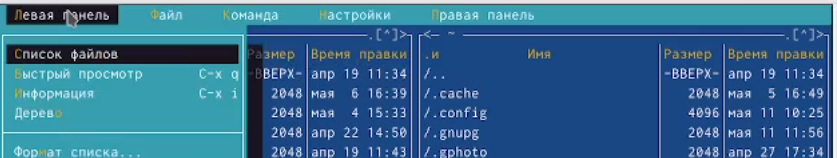 Левая панель Файл Команда Настройки Правая панель
.[^]> <— ~ .[^]>
Список файлов Размер Время правки .и Имя Размер Время правки
Быстрый просмотр C-x q -ВВЕРХ- апр 19 11:34 /.. -ВВЕРХ- апр 19 11:34
Информация C-x i 2048 мая 6 16:39 /.cache 2048 мая 5 16:49
Дерево 2048 мая 4 15:33 /.config 4096 мая 11 10:25
2048 апр 22 14:50 /.gnupg 2048 мая 11 11:56
Формат списка... 2048 апр 19 11:43 /.gphoto 2048 апр 27 17:34